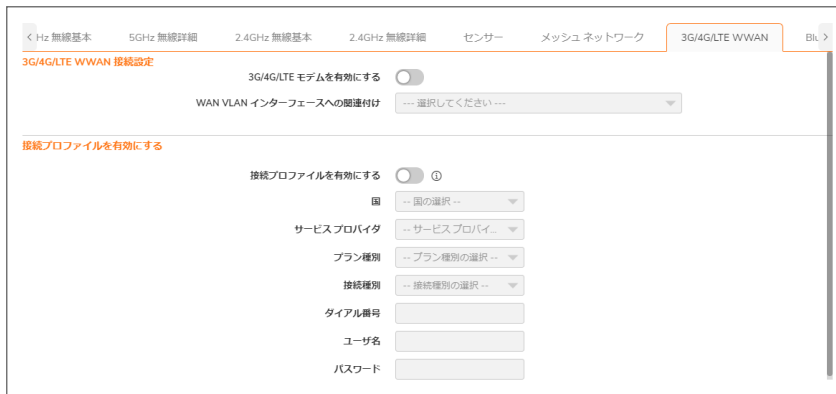 Hz 無線基本 5GHz 無線詳細 2.4GHz 無線基本 2.4GHz 無線詳細 センサー メッシュ ネットワーク 3G/4G/LTE WWAN Blu
3G/4G/LTE WWAN 接続設定
3G/4G/LTE モデムを有効にする
WAN VLAN インターフェースへの関連付け --- 選択してください ---
接続プロファイルを有効にする
接続プロファイルを有効にする
国 -- 国の選択 --
サービス プロバイダ -- サービス プロバイ...
プラン種別 -- プラン種別の選択 --
接続種別 -- 接続種別の選択 --
ダイアル番号
ユーザ名
パスワード